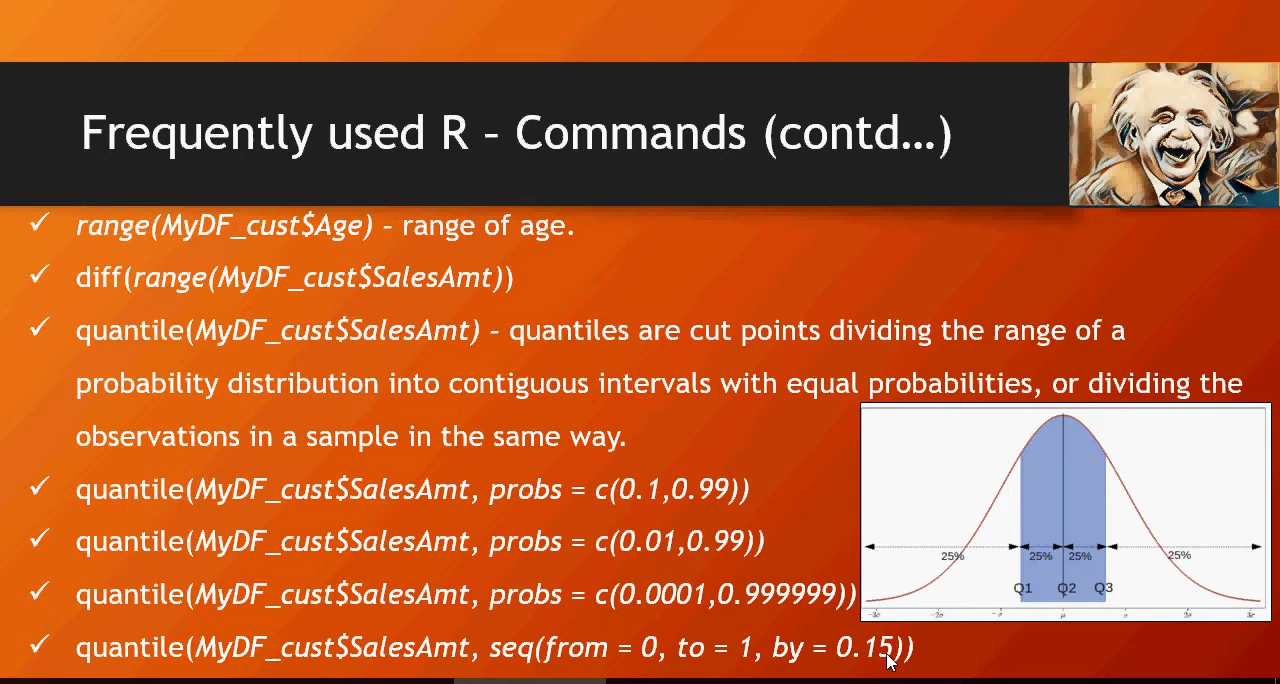 Frequently used R – Commands (contd…)
✓ range(MyDF_cust$Age) – range of age.
✓ diff(range(MyDF_cust$SalesAmt))
✓ quantile(MyDF_cust$SalesAmt) – quantiles are cut points dividing the range of a
probability distribution into contiguous intervals with equal probabilities, or dividing the
observations in a sample in the same way.
✓ quantile(MyDF_cust$SalesAmt, probs = c(0.1,0.99))
✓ quantile(MyDF_cust$SalesAmt, probs = c(0.01,0.99))
✓ quantile(MyDF_cust$SalesAmt, probs = c(0.0001,0.999999))
✓ quantile(MyDF_cust$SalesAmt, seq(from = 0, to = 1, by = 0.15))
25% 25% 25% 25%
Q1 Q2 Q3